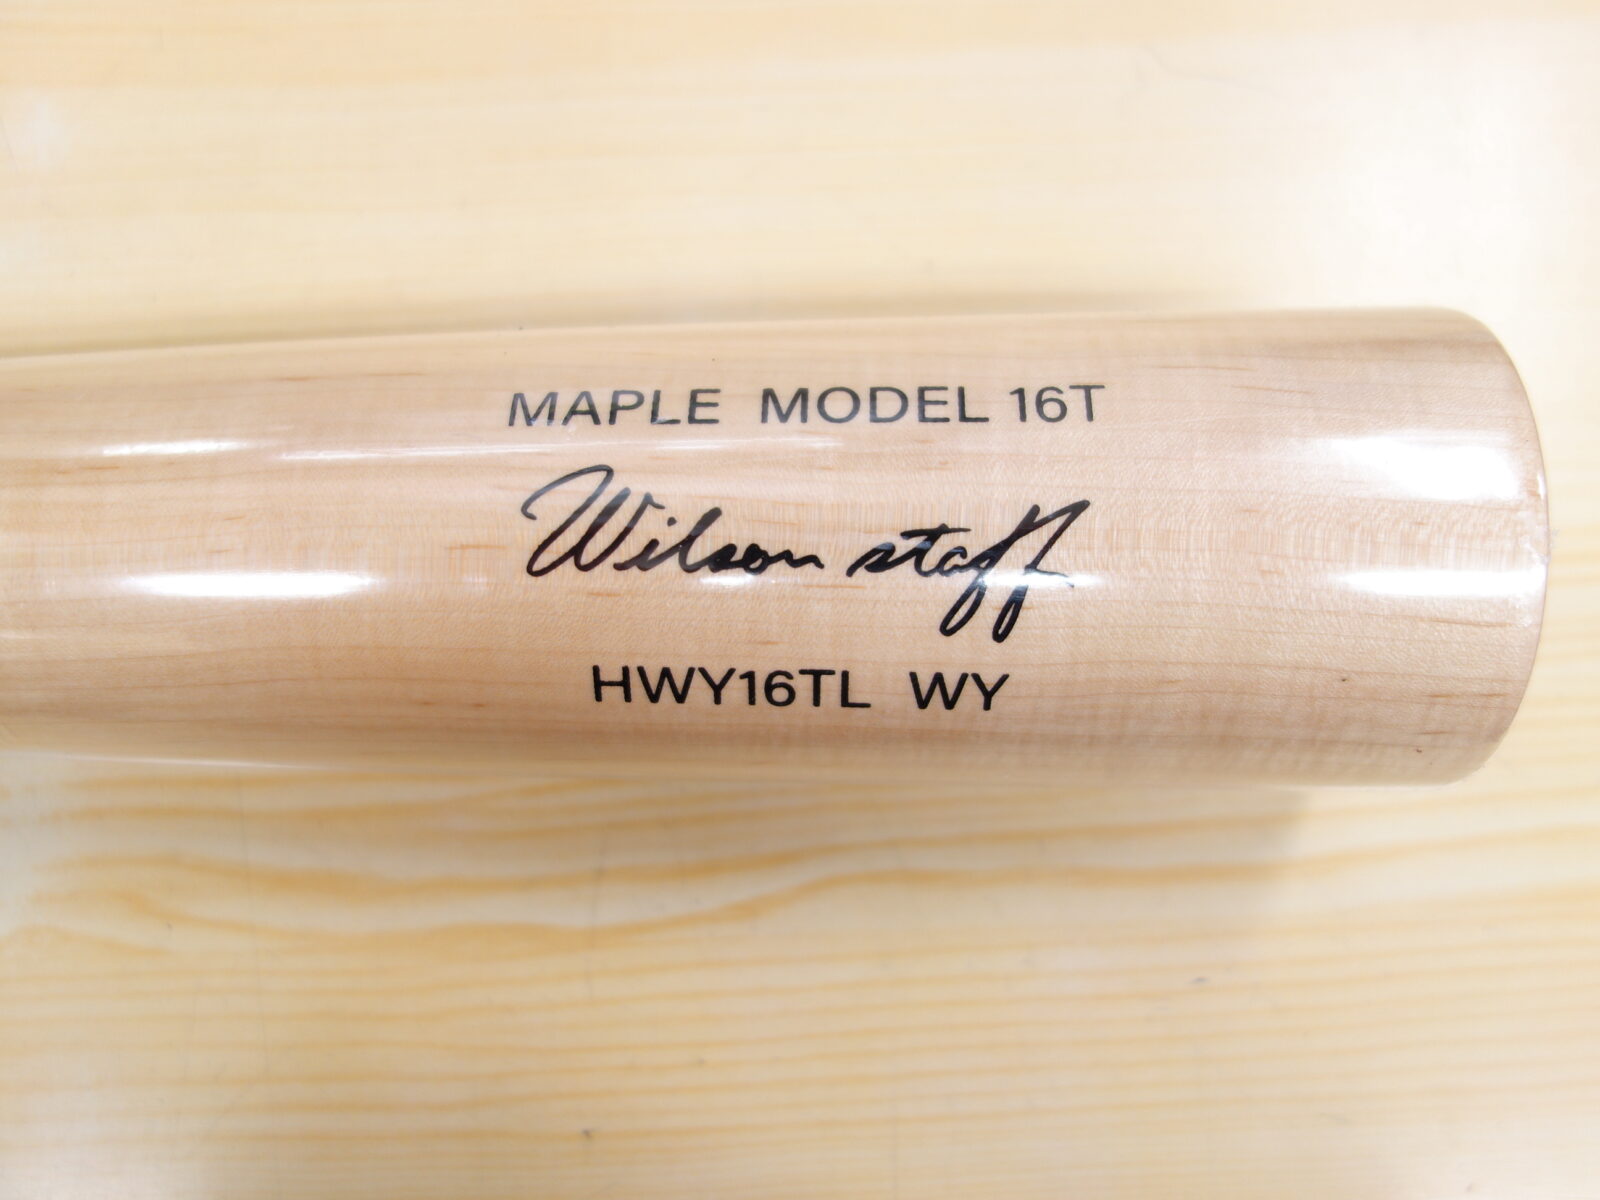 MAPLE MODEL 16T
Wilson staff
HWY16TL WY